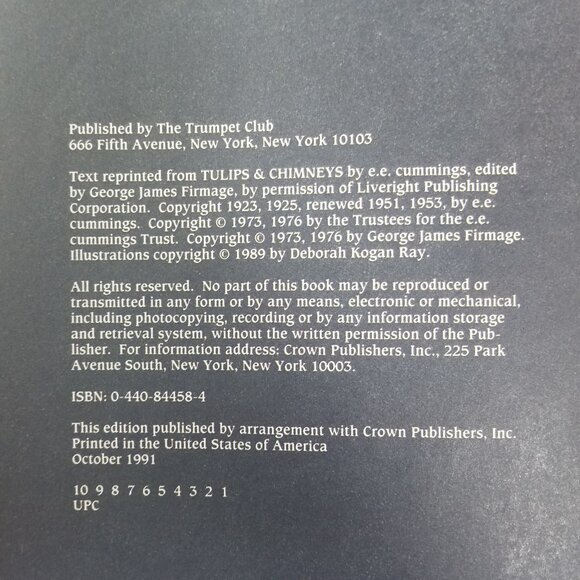 Published by The Trumpet Club
666 Fifth Avenue, New York, New York 10103
Text reprinted from TULIPS & CHIMNEYS by e.e. cummings, edited
by George James Firmage, by permission of Liveright Publishing
Corporation. Copyright 1923, 1925, renewed 1951, 1953, by e.e.
cummings. Copyright © 1973, 1976 by the Trustees for the e.e.
cummings Trust. Copyright © 1973, 1976 by George James Firmage.
Illustrations copyright © 1989 by Deborah Kogan Ray.
All rights reserved. No part of this book may be reproduced or
transmitted in any form or by any means, electronic or mechanical,
including photocopying, recording or by any information storage
and retrieval system, without the written permission of the Pub-
lisher. For information address: Crown Publishers, Inc., 225 Park
Avenue South, New York, New York 10003.
ISBN: 0-440-84458-4
This edition published by arrangement with Crown Publishers, Inc.
Printed in the United States of America
October 1991
10 9 8 7 6 5 4 3 2 1
UPC